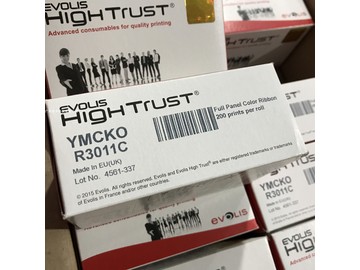 EVOLIS
HIGHTRUST®
Advanced consumables for quality printing
EVOLIS
HIGHTRUST®
YMCKO
R3011C
Made in EU(UK)
Lot No. 4561-337
Full Panel Color Ribbon
200 prints per roll
© 2015 Evolis. All rights reserved. Evolis and Evolis High Trust® are either registered trademarks or trademarks
of Evolis in France and/or other countries.
evolis
YMCKO
R3011C